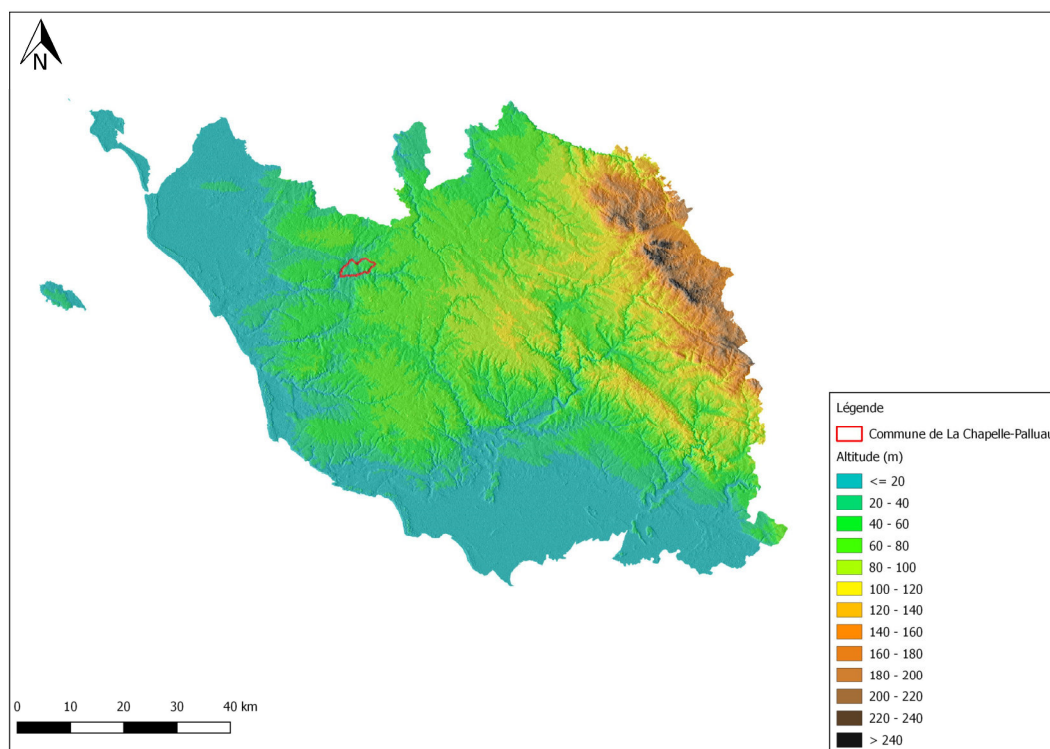 N
0 10 20 30 40 km
Légende
Commune de La Chapelle-Palluau
Altitude (m)
<= 20
20 - 40
40 - 60
60 - 80
80 - 100
100 - 120
120 - 140
140 - 160
160 - 180
180 - 200
200 - 220
220 - 240
> 240